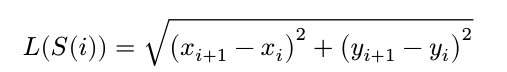 L(S(i)) = √((x_{i+1} − x_i)^2 + (y_{i+1} − y_i)^2)